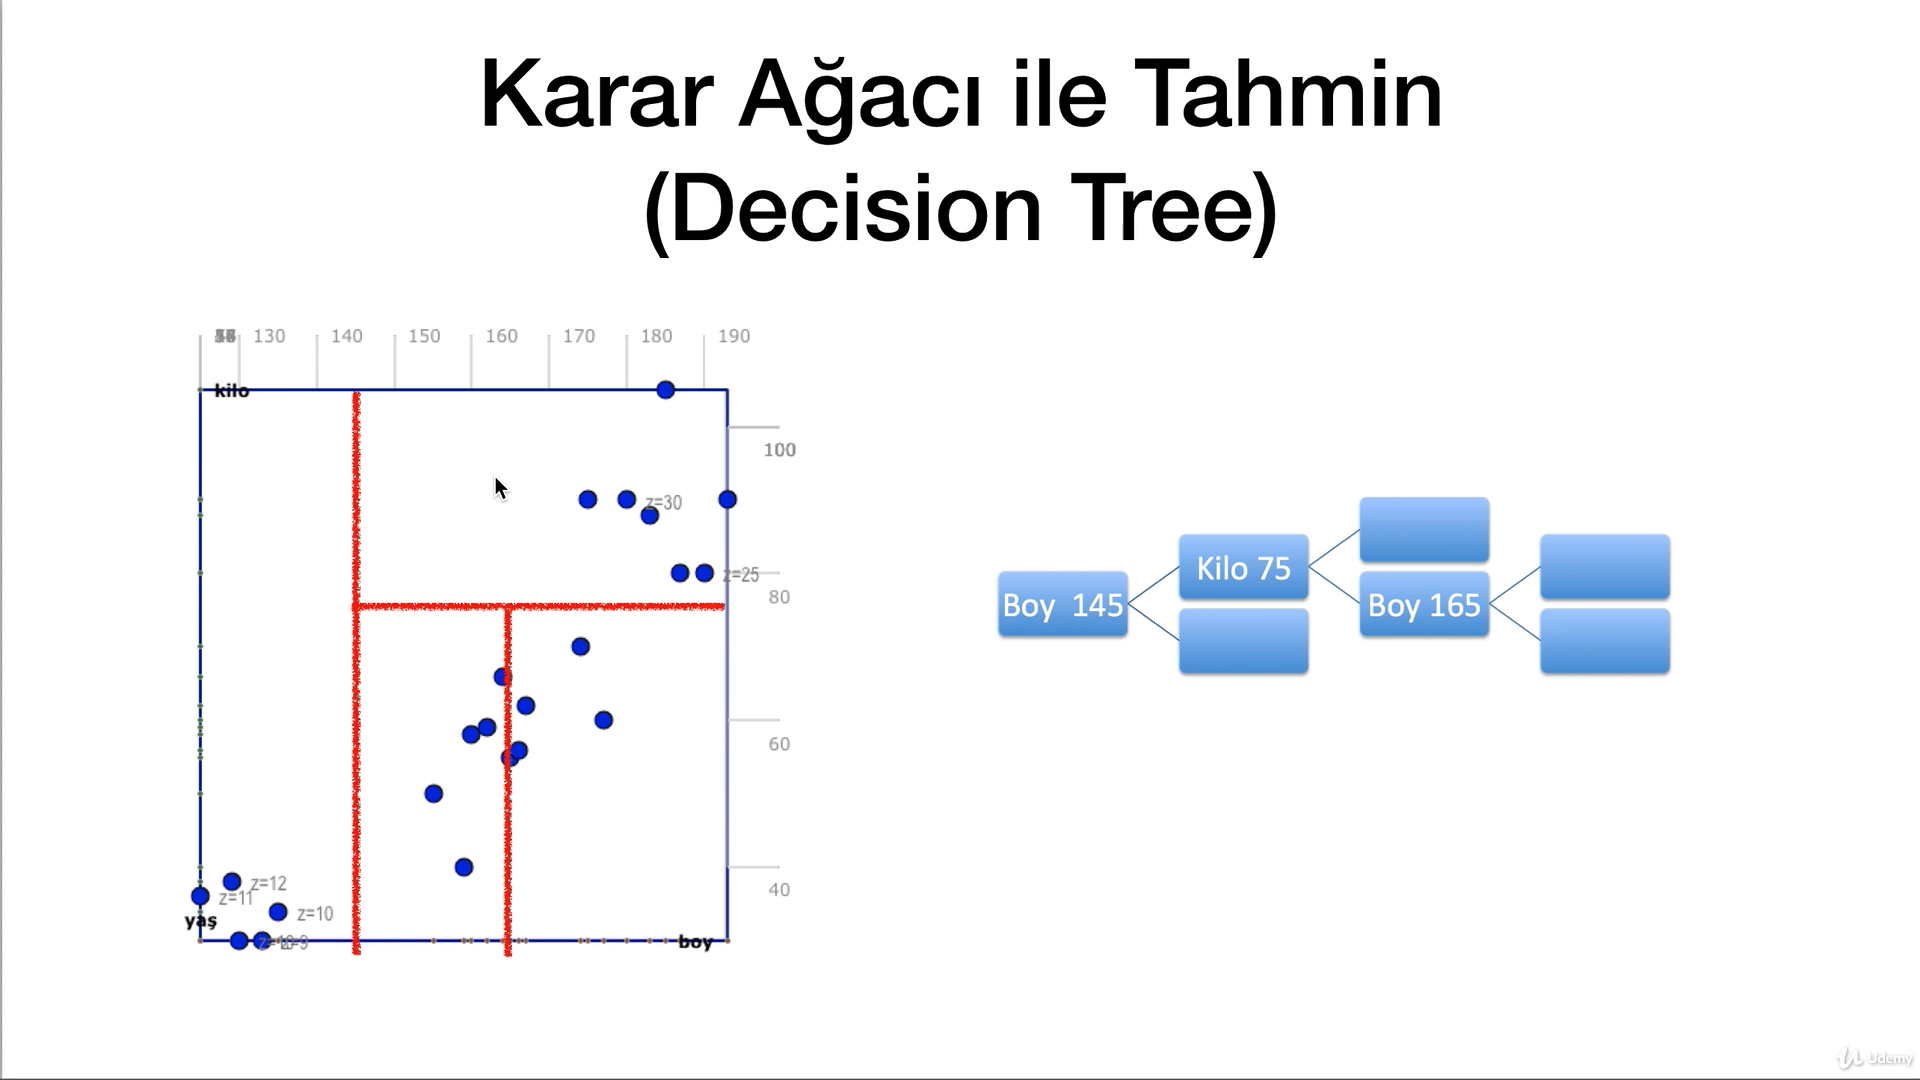 Karar Ağacı ile Tahmin
(Decision Tree)
130 140 150 160 170 180 190
kilo
100
z=30
z=25
80
60
z=12
z=11
z=10
yaş
40
boy
Kilo 75
Boy 145
Boy 165
Udemy